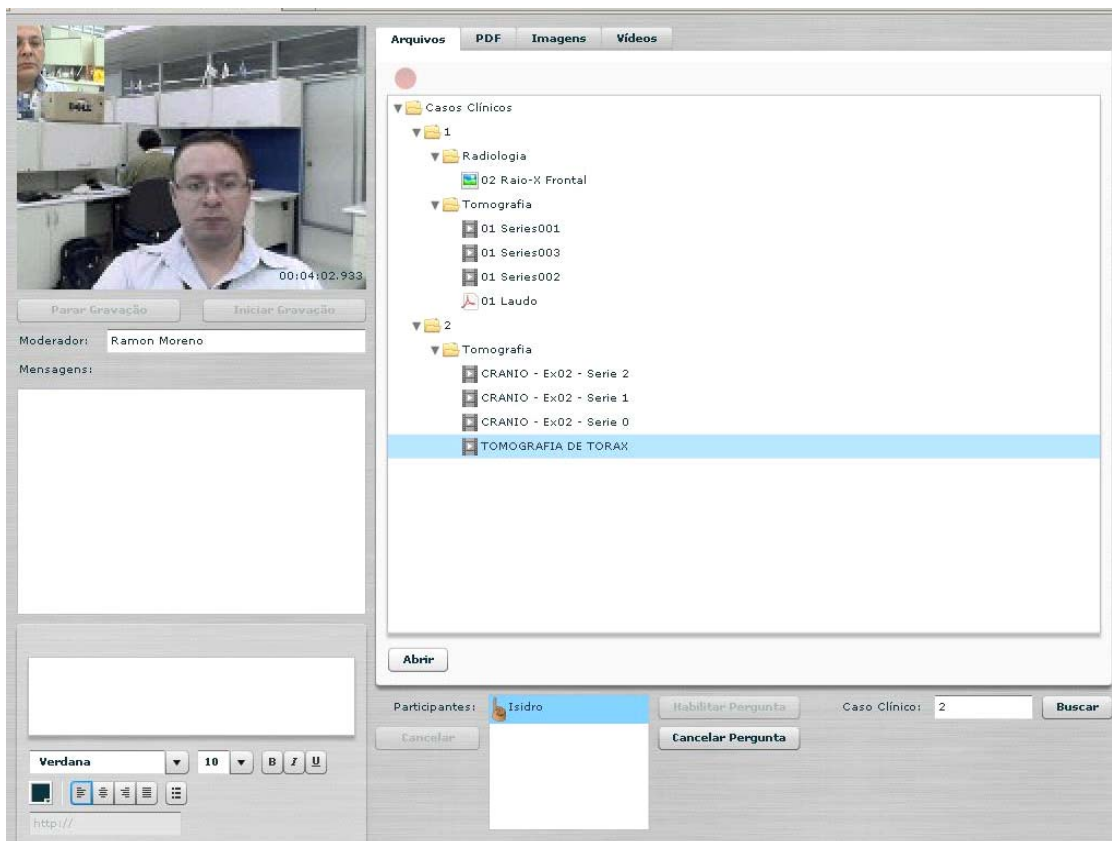 DELL
00:04:02.933
Parar Gravação
Iniciar Gravação
Moderador: Ramon Moreno
Mensagens:
Verdana
10
B I U
http://
Arquivos PDF Imagens Vídeos
Casos Clínicos
1
Radiologia
02 Raio-X Frontal
Tomografia
01 Series001
01 Series003
01 Series002
01 Laudo
2
Tomografia
CRANIO - Ex02 - Serie 2
CRANIO - Ex02 - Serie 1
CRANIO - Ex02 - Serie 0
TOMOGRAFIA DE TORAX
Abrir
Participantes: Isidro
Habilitar Pergunta
Caso Clínico: 2
Buscar
Cancelar
Cancelar Pergunta